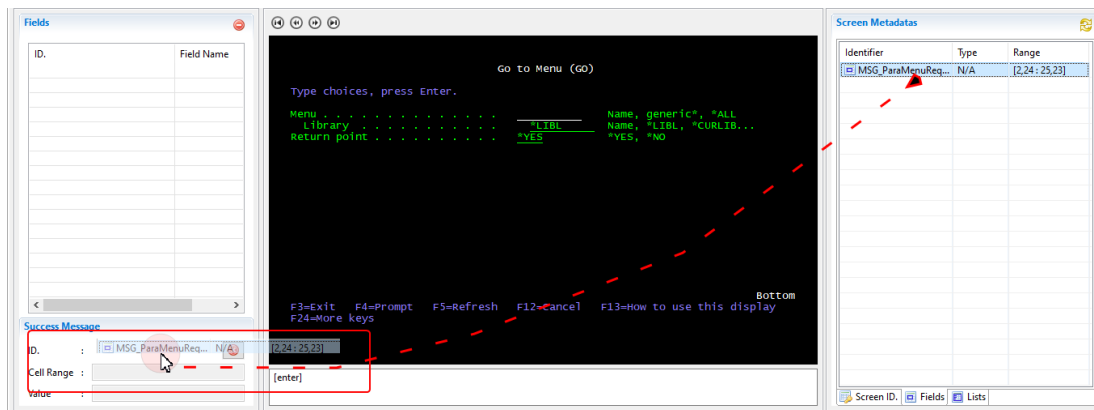 Fields
ID. Field Name
Success Message
ID. : MSG_ParaMenuReq... N/A [2,24 : 25,23]
Cell Range :
Value :
Go to Menu (GO)
Type choices, press Enter.
Menu . . . . . . . . . . . . . . Name, generic*, *ALL
Library . . . . . . . . . . . *LIBL Name, *LIBL, *CURLIB...
Return point . . . . . . . . . . *YES *YES, *NO
Bottom
F3=Exit F4=Prompt F5=Refresh F12=Cancel F13=How to use this display
F24=More keys
[enter]
Screen Metadatas
Identifier Type Range
MSG_ParaMenuReq... N/A [2,24 : 25,23]
Screen ID. Fields Lists